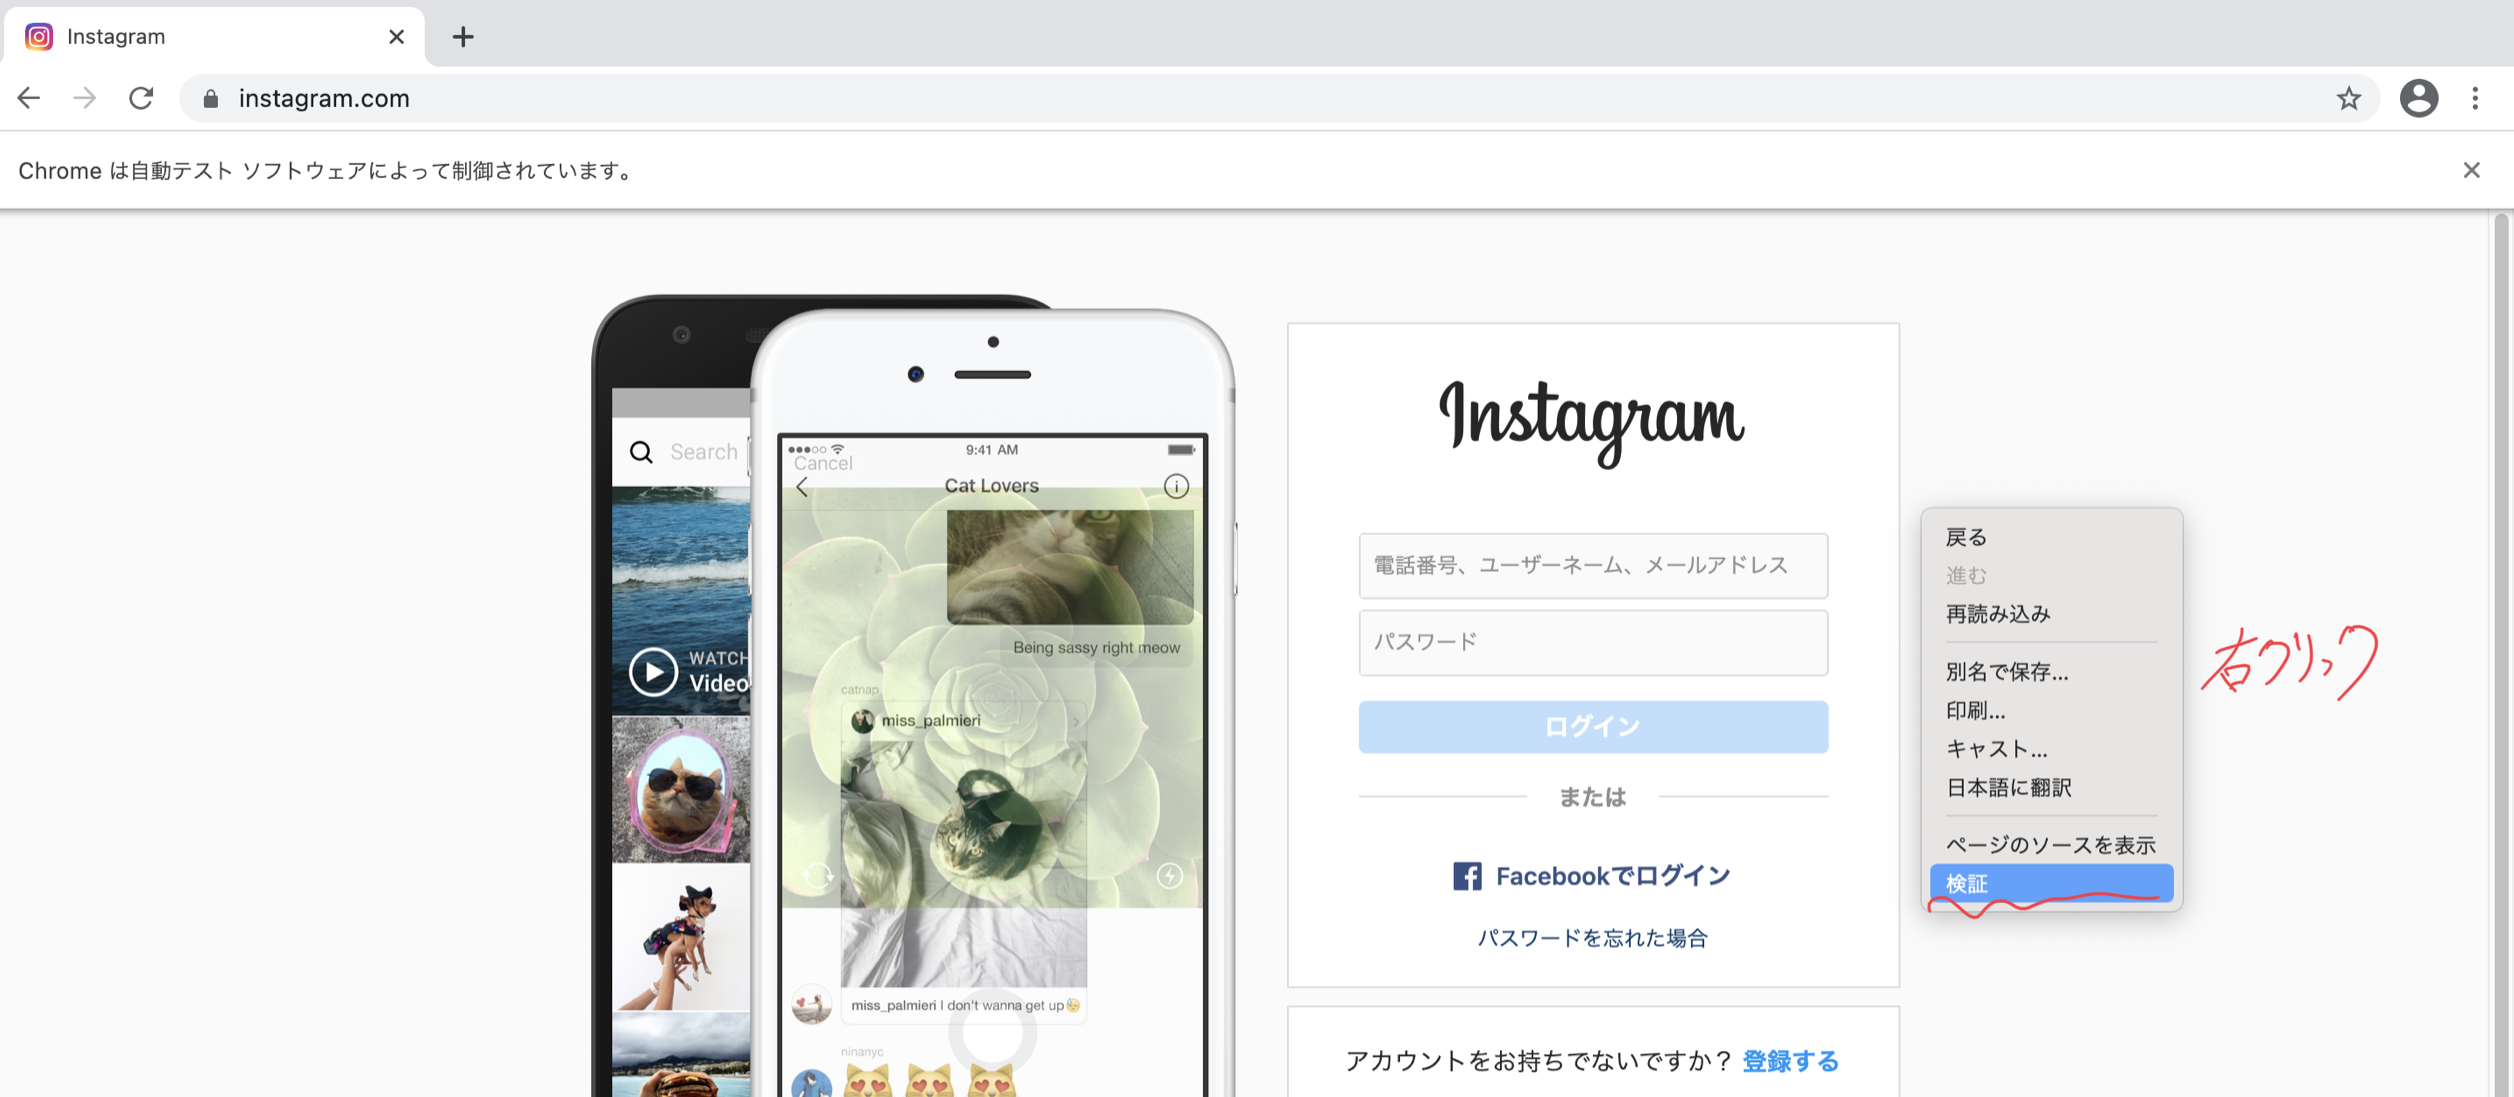 Instagram
instagram.com
Chrome は自動テスト ソフトウェアによって制御されています。
Search
WATCH
Video
9:41 AM
Cancel
Cat Lovers
Being sassy right meow
catnap
miss_palmieri
miss_palmieri I don't wanna get up😓
ninanyc
😻😻😻
Instagram
電話番号、ユーザーネーム、メールアドレス
パスワード
ログイン
または
Facebookでログイン
パスワードを忘れた場合
アカウントをお持ちでないですか？ 登録する
戻る
進む
再読み込み
別名で保存...
印刷...
キャスト...
日本語に翻訳
ページのソースを表示
検証
右クリック